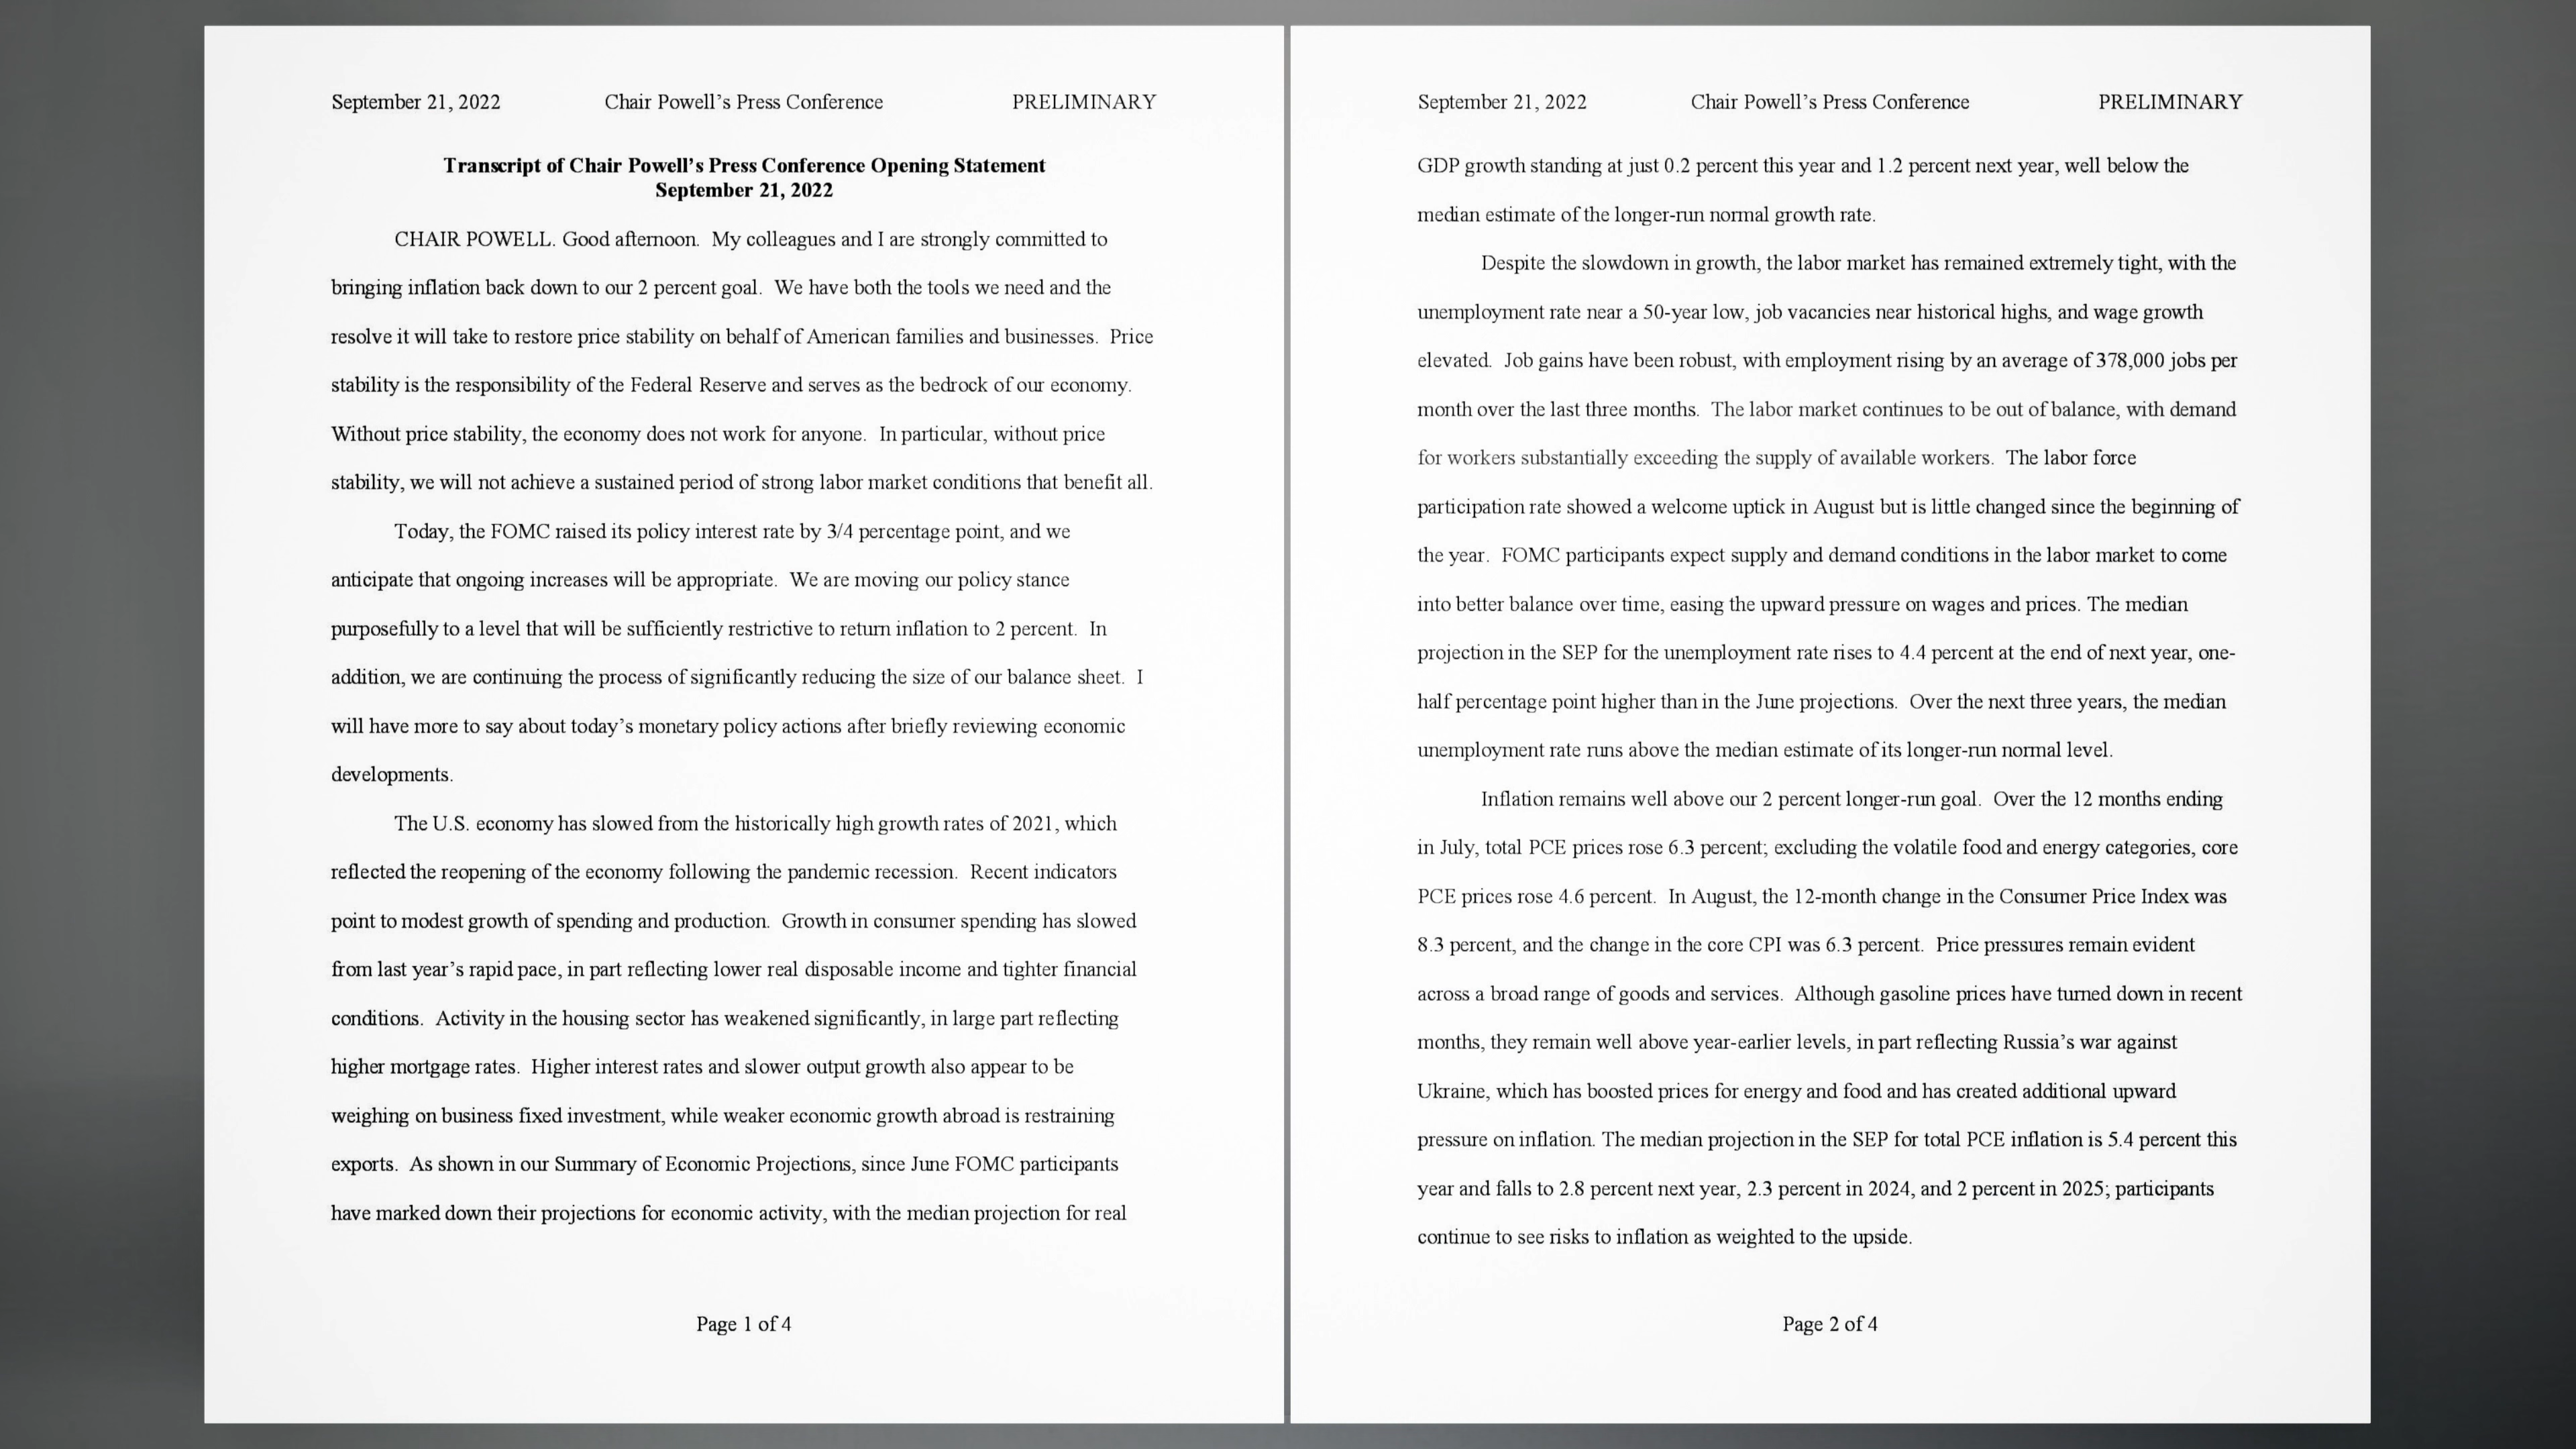 September 21, 2022 Chair Powell’s Press Conference PRELIMINARY
Transcript of Chair Powell’s Press Conference Opening Statement
September 21, 2022
CHAIR POWELL. Good afternoon.  My colleagues and I are strongly committed to
bringing inflation back down to our 2 percent goal.  We have both the tools we need and the
resolve it will take to restore price stability on behalf of American families and businesses.  Price
stability is the responsibility of the Federal Reserve and serves as the bedrock of our economy.
Without price stability, the economy does not work for anyone.  In particular, without price
stability, we will not achieve a sustained period of strong labor market conditions that benefit all.
Today, the FOMC raised its policy interest rate by 3/4 percentage point, and we
anticipate that ongoing increases will be appropriate.  We are moving our policy stance
purposefully to a level that will be sufficiently restrictive to return inflation to 2 percent.  In
addition, we are continuing the process of significantly reducing the size of our balance sheet.  I
will have more to say about today’s monetary policy actions after briefly reviewing economic
developments.
The U.S. economy has slowed from the historically high growth rates of 2021, which
reflected the reopening of the economy following the pandemic recession.  Recent indicators
point to modest growth of spending and production.  Growth in consumer spending has slowed
from last year’s rapid pace, in part reflecting lower real disposable income and tighter financial
conditions.  Activity in the housing sector has weakened significantly, in large part reflecting
higher mortgage rates.  Higher interest rates and slower output growth also appear to be
weighing on business fixed investment, while weaker economic growth abroad is restraining
exports.  As shown in our Summary of Economic Projections, since June FOMC participants
have marked down their projections for economic activity, with the median projection for real
Page 1 of 4
September 21, 2022 Chair Powell’s Press Conference PRELIMINARY
GDP growth standing at just 0.2 percent this year and 1.2 percent next year, well below the
median estimate of the longer-run normal growth rate.
Despite the slowdown in growth, the labor market has remained extremely tight, with the
unemployment rate near a 50-year low, job vacancies near historical highs, and wage growth
elevated.  Job gains have been robust, with employment rising by an average of 378,000 jobs per
month over the last three months.  The labor market continues to be out of balance, with demand
for workers substantially exceeding the supply of available workers.  The labor force
participation rate showed a welcome uptick in August but is little changed since the beginning of
the year.  FOMC participants expect supply and demand conditions in the labor market to come
into better balance over time, easing the upward pressure on wages and prices. The median
projection in the SEP for the unemployment rate rises to 4.4 percent at the end of next year, one-
half percentage point higher than in the June projections.  Over the next three years, the median
unemployment rate runs above the median estimate of its longer-run normal level.
Inflation remains well above our 2 percent longer-run goal.  Over the 12 months ending
in July, total PCE prices rose 6.3 percent; excluding the volatile food and energy categories, core
PCE prices rose 4.6 percent.  In August, the 12-month change in the Consumer Price Index was
8.3 percent, and the change in the core CPI was 6.3 percent.  Price pressures remain evident
across a broad range of goods and services.  Although gasoline prices have turned down in recent
months, they remain well above year-earlier levels, in part reflecting Russia’s war against
Ukraine, which has boosted prices for energy and food and has created additional upward
pressure on inflation. The median projection in the SEP for total PCE inflation is 5.4 percent this
year and falls to 2.8 percent next year, 2.3 percent in 2024, and 2 percent in 2025; participants
continue to see risks to inflation as weighted to the upside.
Page 2 of 4